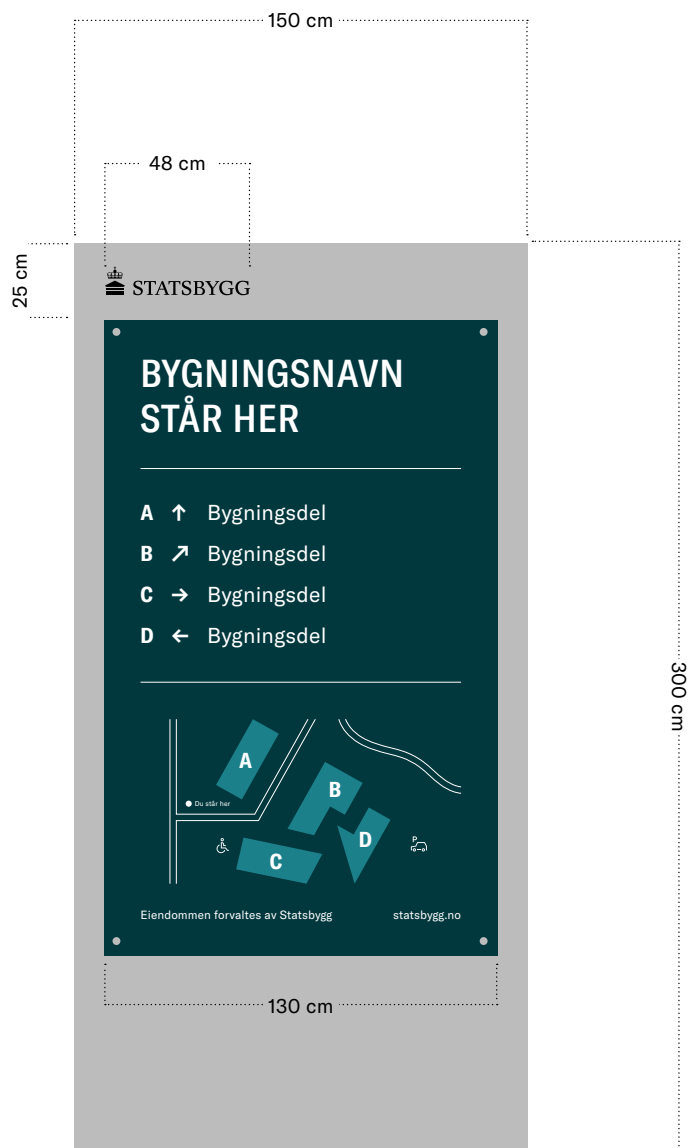 150 cm
48 cm
25 cm
STATSBYGG
BYGNINGSNAVN
STÅR HER
A ↑ Bygningsdel
B ↗ Bygningsdel
C → Bygningsdel
D ← Bygningsdel
300 cm
A
B
Du står her
P
D
C
Eiendommen forvaltes av Statsbygg statsbygg.no
130 cm